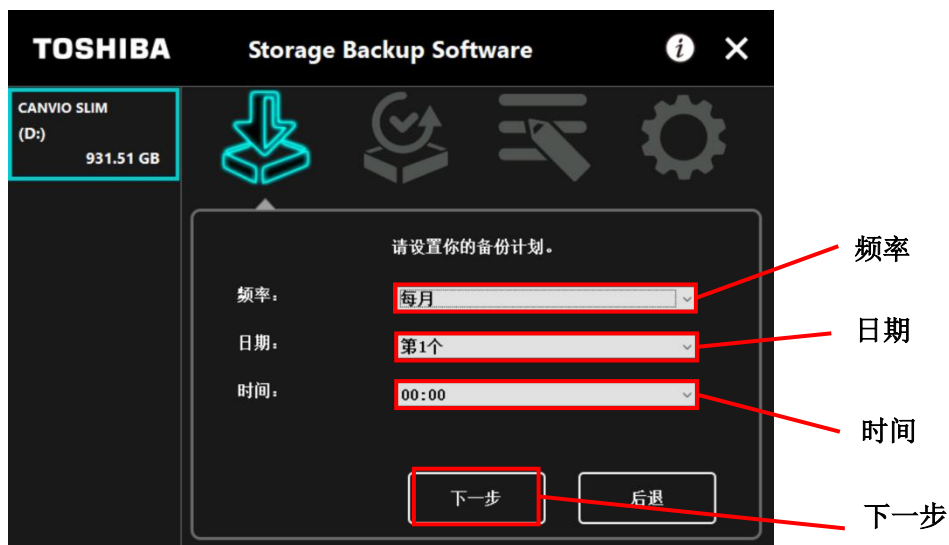 TOSHIBA Storage Backup Software i ×
CANVIO SLIM
(D:)
931.51 GB
请设置你的备份计划。
频率
频率： 每月
日期
日期： 第1个
时间： 00:00
时间
下一步 后退
下一步